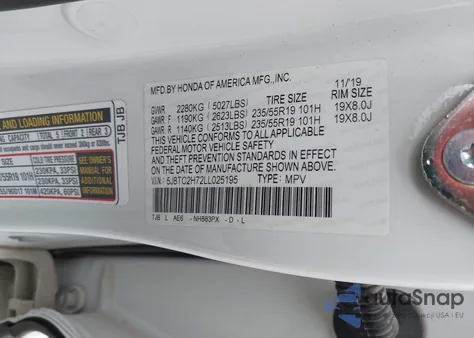 MFD.BY HONDA OF AMERICA MFG.,INC. 11/19
GVWR 2280KG ( 5027LBS) TIRE SIZE RIM SIZE
GAWR F 1190KG ( 2623LBS) 235/55R19 101H 19X8.0J
GAWR R 1140KG ( 2513LBS) 235/55R19 101H 19X8.0J
THIS VEHICLE CONFORMS TO ALL APPLICABLE
FEDERAL MOTOR VEHICLE SAFETY
AND THEFT PREVENTION STANDARDS IN
EFFECT ON THE DATE OF MANUFACTURE SHOWN ABOVE.
V.I.N:5J8TC2H72LL025195 TYPE: MPV
TJB L AE6 -NH883PX -D-L
TJB JB
AND LOADING INFORMATION
SIZE COLD TIRE PRESSURE
55R19 101H 230KPA, 33PSI
230KPA, 33PSI
420KPA, 60PSI
SEE OWNER'S
MANUAL
FOR
ADDITIONAL
INFORMATION
autoSnap